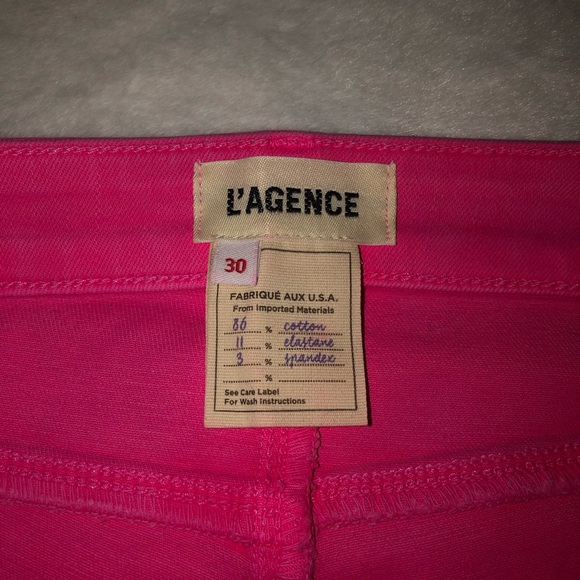 L'AGENCE
30
FABRIQUÉ AUX U.S.A.
From Imported Materials
86 % cotton
11 % elastane
3 % spandex
%
See Care Label
For Wash Instructions